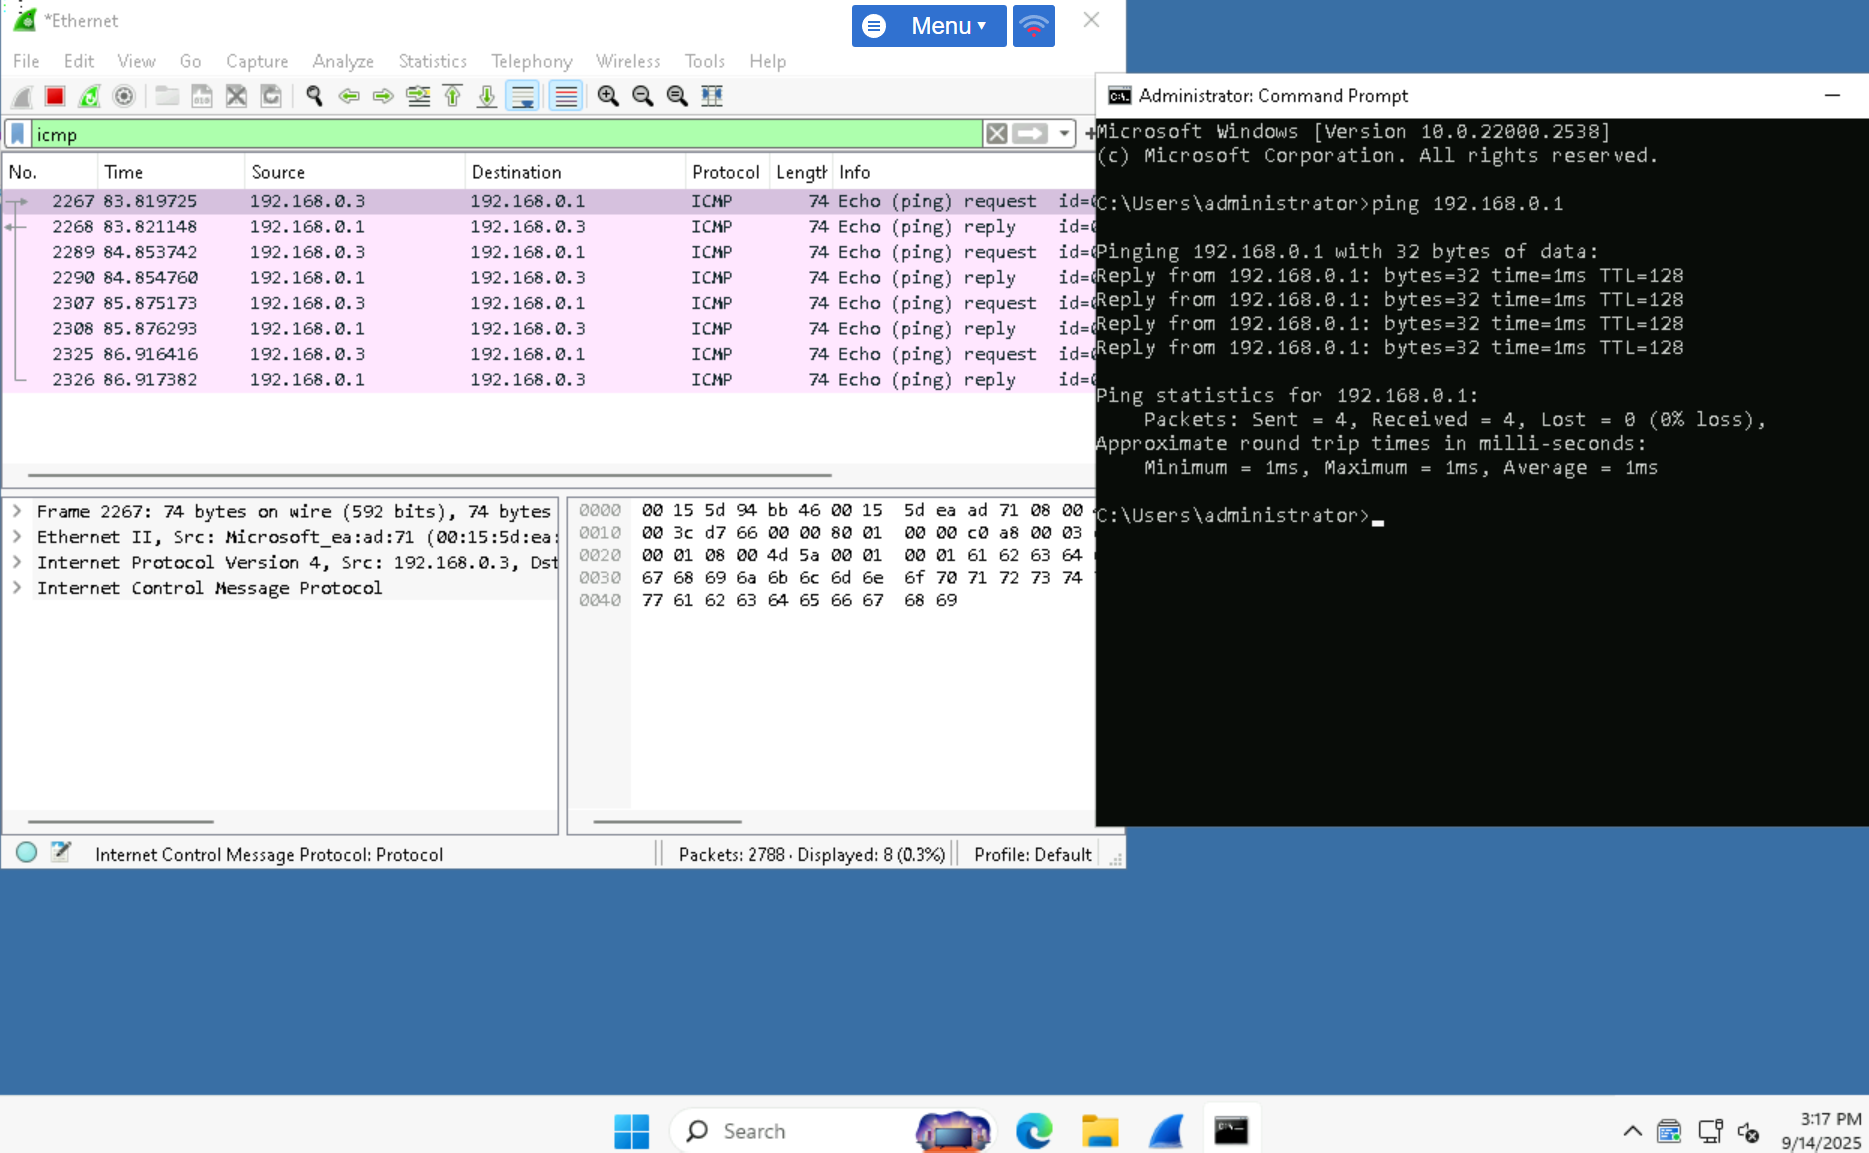 *Ethernet
Menu
File Edit View Go Capture Analyze Statistics Telephony Wireless Tools Help
icmp
No. Time Source Destination Protocol Length Info
2267 83.819725 192.168.0.3 192.168.0.1 ICMP 74 Echo (ping) request id=0
2268 83.821148 192.168.0.1 192.168.0.3 ICMP 74 Echo (ping) reply id=0
2289 84.853742 192.168.0.3 192.168.0.1 ICMP 74 Echo (ping) request id=0
2290 84.854760 192.168.0.1 192.168.0.3 ICMP 74 Echo (ping) reply id=0
2307 85.875173 192.168.0.3 192.168.0.1 ICMP 74 Echo (ping) request id=0
2308 85.876293 192.168.0.1 192.168.0.3 ICMP 74 Echo (ping) reply id=0
2325 86.916416 192.168.0.3 192.168.0.1 ICMP 74 Echo (ping) request id=0
2326 86.917382 192.168.0.1 192.168.0.3 ICMP 74 Echo (ping) reply id=0
Frame 2267: 74 bytes on wire (592 bits), 74 bytes
Ethernet II, Src: Microsoft_ea:ad:71 (00:15:5d:ea:
Internet Protocol Version 4, Src: 192.168.0.3, Dst
Internet Control Message Protocol
0000 00 15 5d 94 bb 46 00 15 5d ea ad 71 08 00
0010 00 3c d7 66 00 00 80 01 00 00 c0 a8 00 03
0020 00 01 08 00 4d 5a 00 01 00 01 61 62 63 64
0030 67 68 69 6a 6b 6c 6d 6e 6f 70 71 72 73 74
0040 77 61 62 63 64 65 66 67 68 69
Internet Control Message Protocol: Protocol
Packets: 2788 · Displayed: 8 (0.3%)
Profile: Default
Administrator: Command Prompt
Microsoft Windows [Version 10.0.22000.2538]
(c) Microsoft Corporation. All rights reserved.
C:\Users\administrator>ping 192.168.0.1
Pinging 192.168.0.1 with 32 bytes of data:
Reply from 192.168.0.1: bytes=32 time=1ms TTL=128
Reply from 192.168.0.1: bytes=32 time=1ms TTL=128
Reply from 192.168.0.1: bytes=32 time=1ms TTL=128
Reply from 192.168.0.1: bytes=32 time=1ms TTL=128
Ping statistics for 192.168.0.1:
Packets: Sent = 4, Received = 4, Lost = 0 (0% loss),
Approximate round trip times in milli-seconds:
Minimum = 1ms, Maximum = 1ms, Average = 1ms
C:\Users\administrator>
Search
3:17 PM
9/14/2025